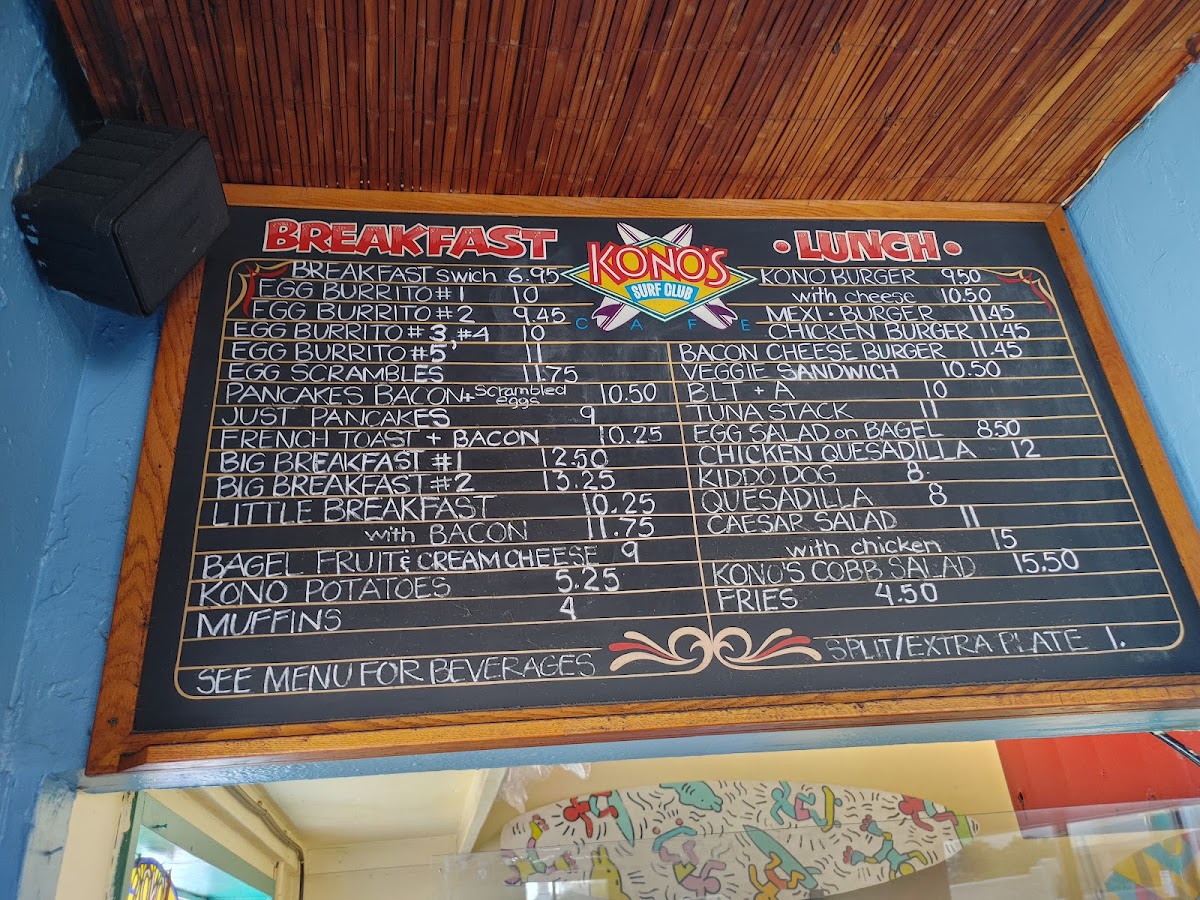 BREAKFAST
BREAKFAST Swich 6.95
EGG BURRITO #1 10
EGG BURRITO #2 9.45
EGG BURRITO #3,#4 10
EGG BURRITO #5 11
EGG SCRAMBLES 11.75
PANCAKES BACON + Scrambled eggs 10.50
JUST PANCAKES 9
FRENCH TOAST + BACON 10.25
BIG BREAKFAST #1 12.50
BIG BREAKFAST #2 13.25
LITTLE BREAKFAST 10.25
with BACON 11.75
BAGEL FRUIT & CREAM CHEESE 9
KONO POTATOES 5.25
MUFFINS 4
SEE MENU FOR BEVERAGES
KONO'S
SURF CLUB
CAFE
• LUNCH •
KONO BURGER 9.50
with cheese 10.50
MEXI • BURGER 11.45
CHICKEN BURGER 11.45
BACON CHEESE BURGER 11.45
VEGGIE SANDWICH 10.50
BLT + A 10
TUNA STACK 11
EGG SALAD on BAGEL 8.50
CHICKEN QUESADILLA 12
KIDDO DOG 8
QUESADILLA 8
CAESAR SALAD 11
with chicken 15
KONO'S COBB SALAD 15.50
FRIES 4.50
SPLIT/EXTRA PLATE 1.